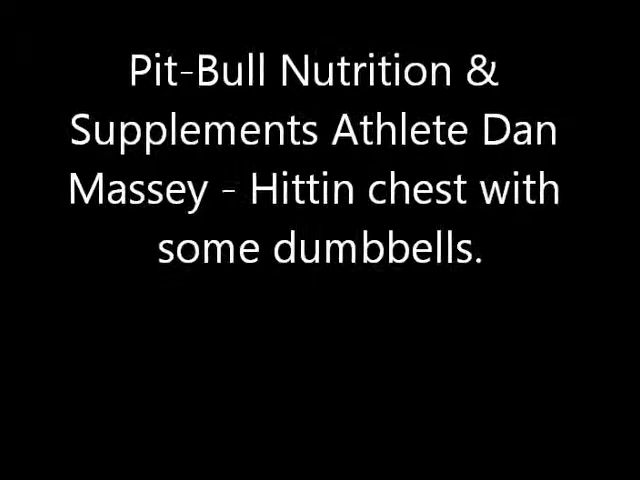 Pit-Bull Nutrition &
Supplements Athlete Dan
Massey - Hittin chest with
some dumbbells.